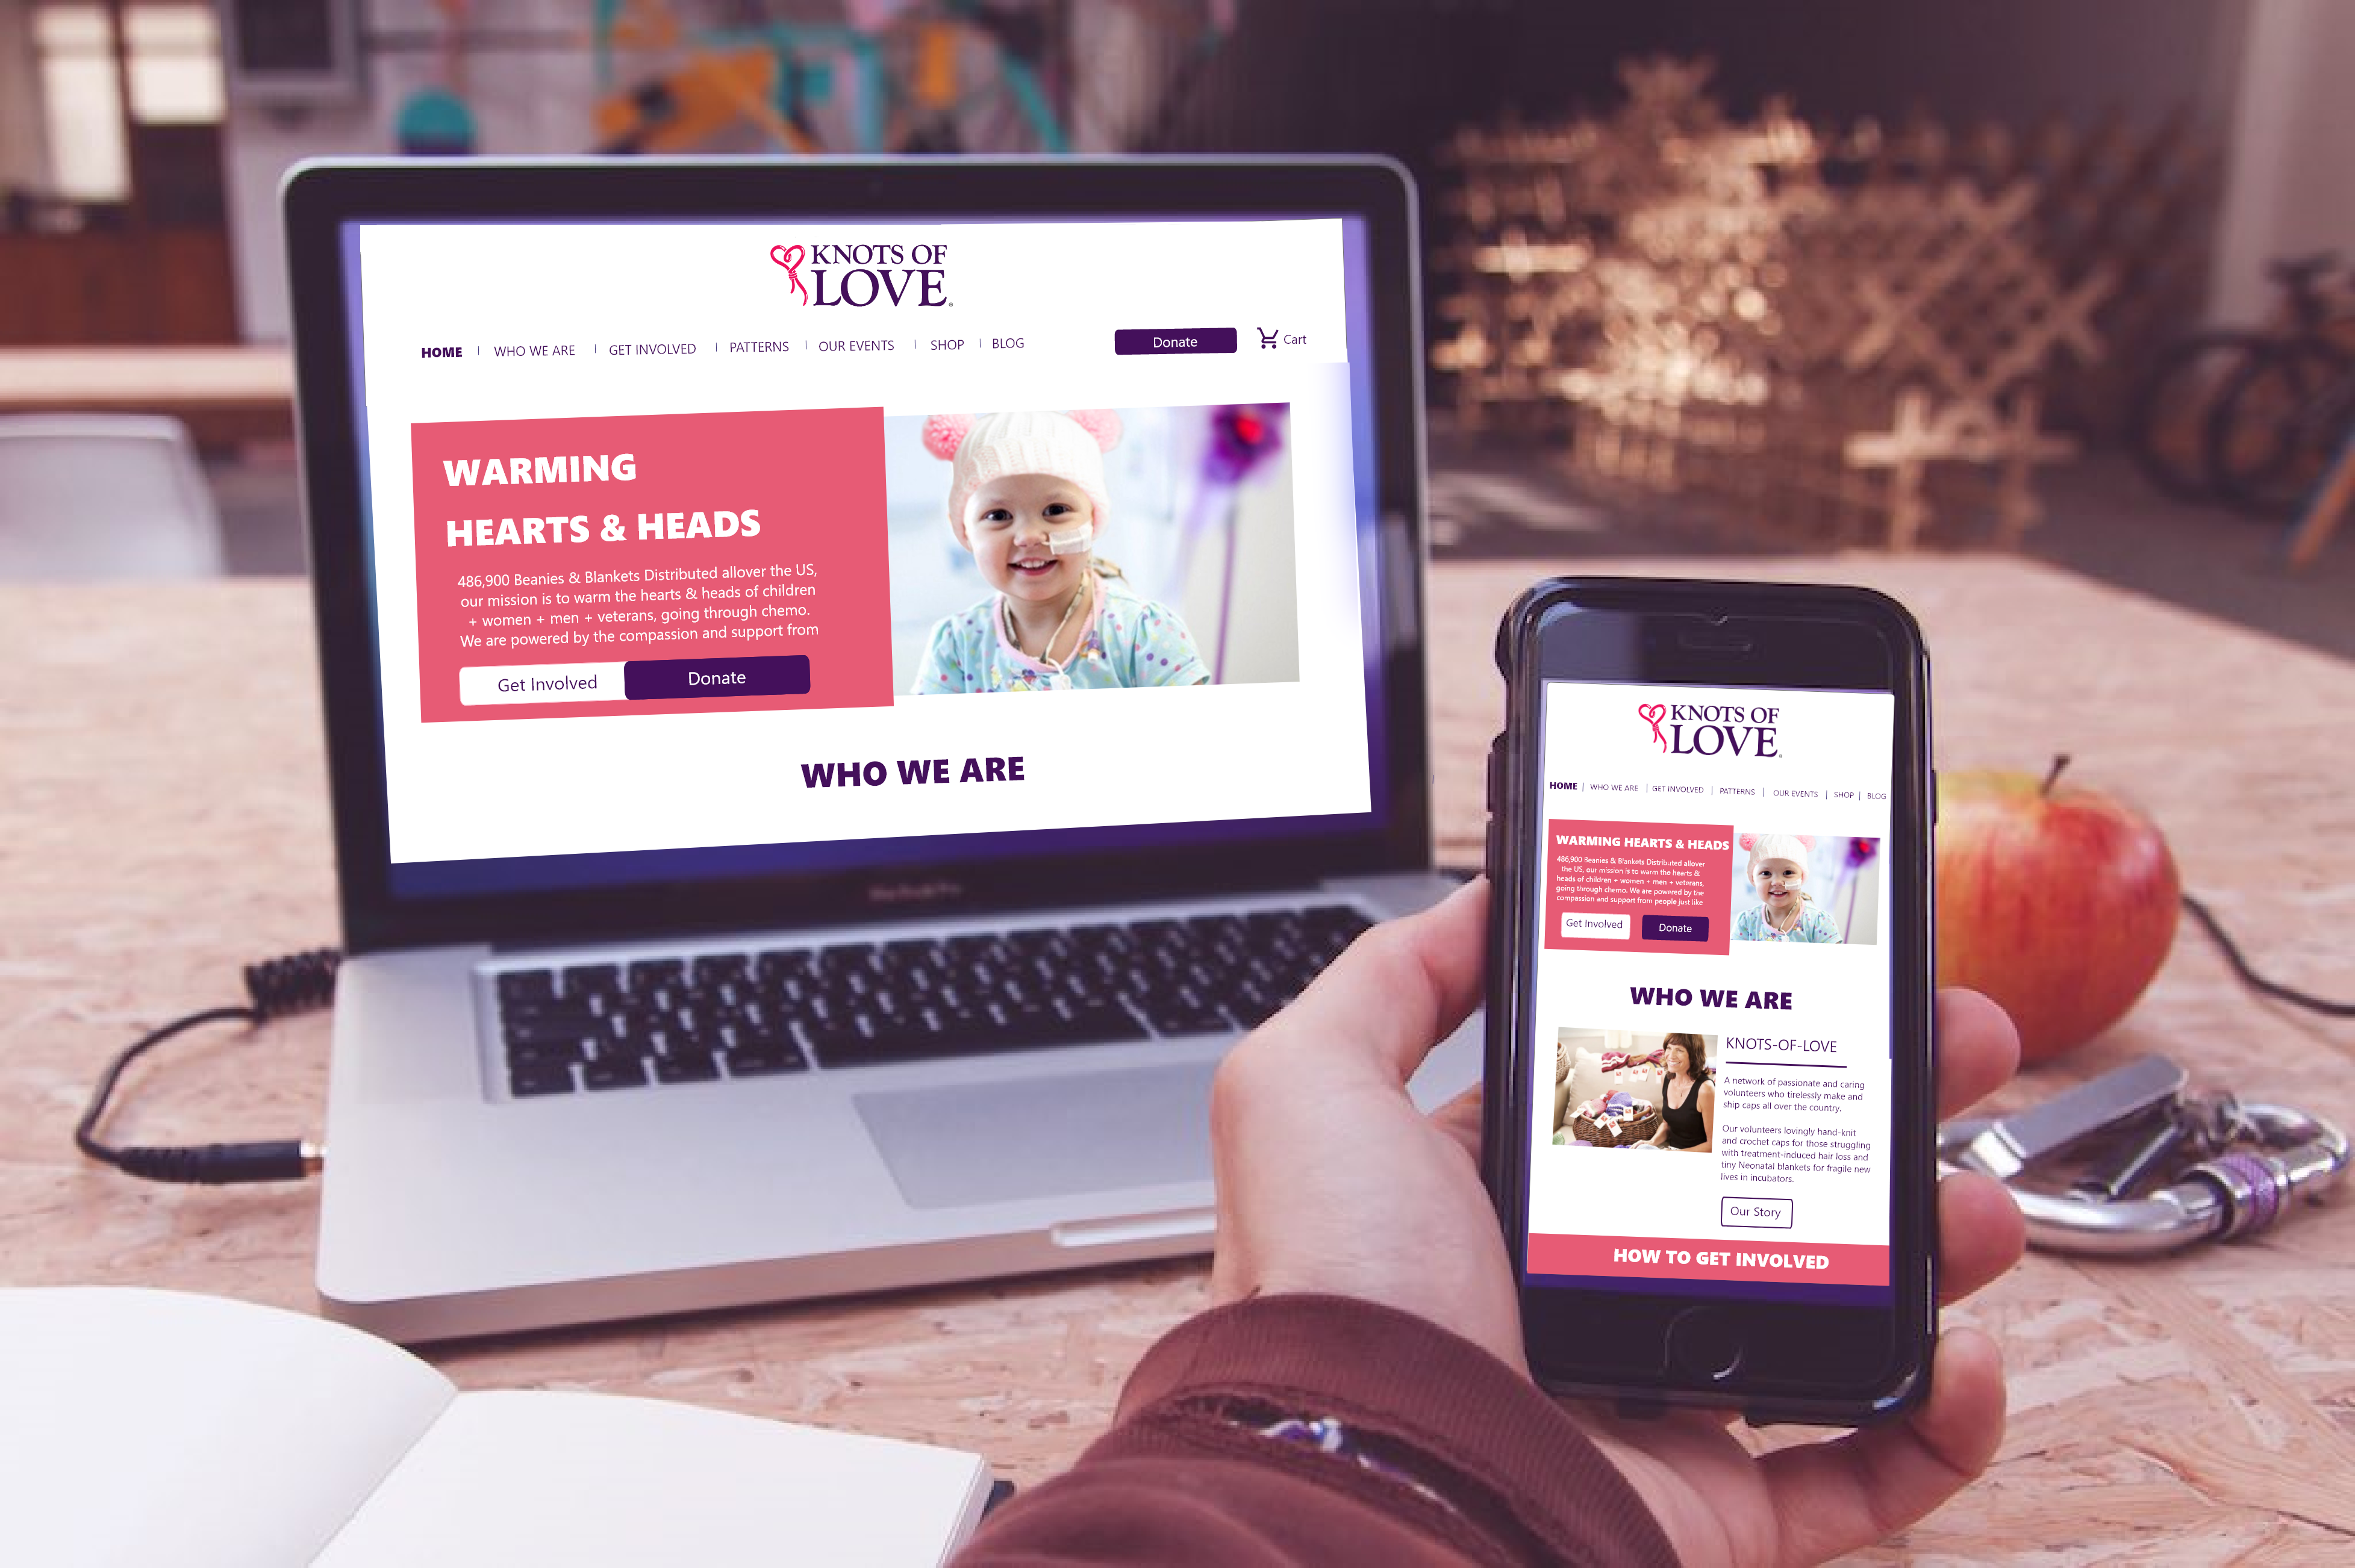 KNOTS OF
LOVE
HOME | WHO WE ARE | GET INVOLVED | PATTERNS | OUR EVENTS | SHOP | BLOG
Donate
Cart
WARMING
HEARTS & HEADS
486,900 Beanies & Blankets Distributed allover the US,
our mission is to warm the hearts & heads of children
+ women + men + veterans, going through chemo.
We are powered by the compassion and support from
Get Involved
Donate
WHO WE ARE
MacBook Pro
KNOTS OF
LOVE
HOME | WHO WE ARE | GET INVOLVED | PATTERNS | OUR EVENTS | SHOP | BLOG
WARMING HEARTS & HEADS
486,900 Beanies & Blankets Distributed allover
the US, our mission is to warm the hearts &
heads of children + women + men + veterans,
going through chemo. We are powered by the
compassion and support from people just like
Get Involved
Donate
WHO WE ARE
KNOTS-OF-LOVE
A network of passionate and caring
volunteers who tirelessly make and
ship caps all over the country.
Our volunteers lovingly hand-knit
and crochet caps for those struggling
with treatment-induced hair loss and
tiny Neonatal blankets for fragile new
lives in incubators.
Our Story
HOW TO GET INVOLVED